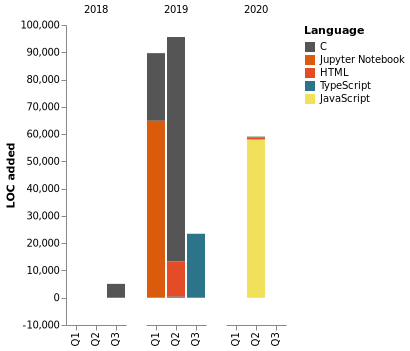 2018 2019 2020
Language
C
Jupyter Notebook
HTML
TypeScript
JavaScript
LOC added
100,000
90,000
80,000
70,000
60,000
50,000
40,000
30,000
20,000
10,000
0
-10,000
Q1 Q2 Q3 Q1 Q2 Q3 Q1 Q2 Q3